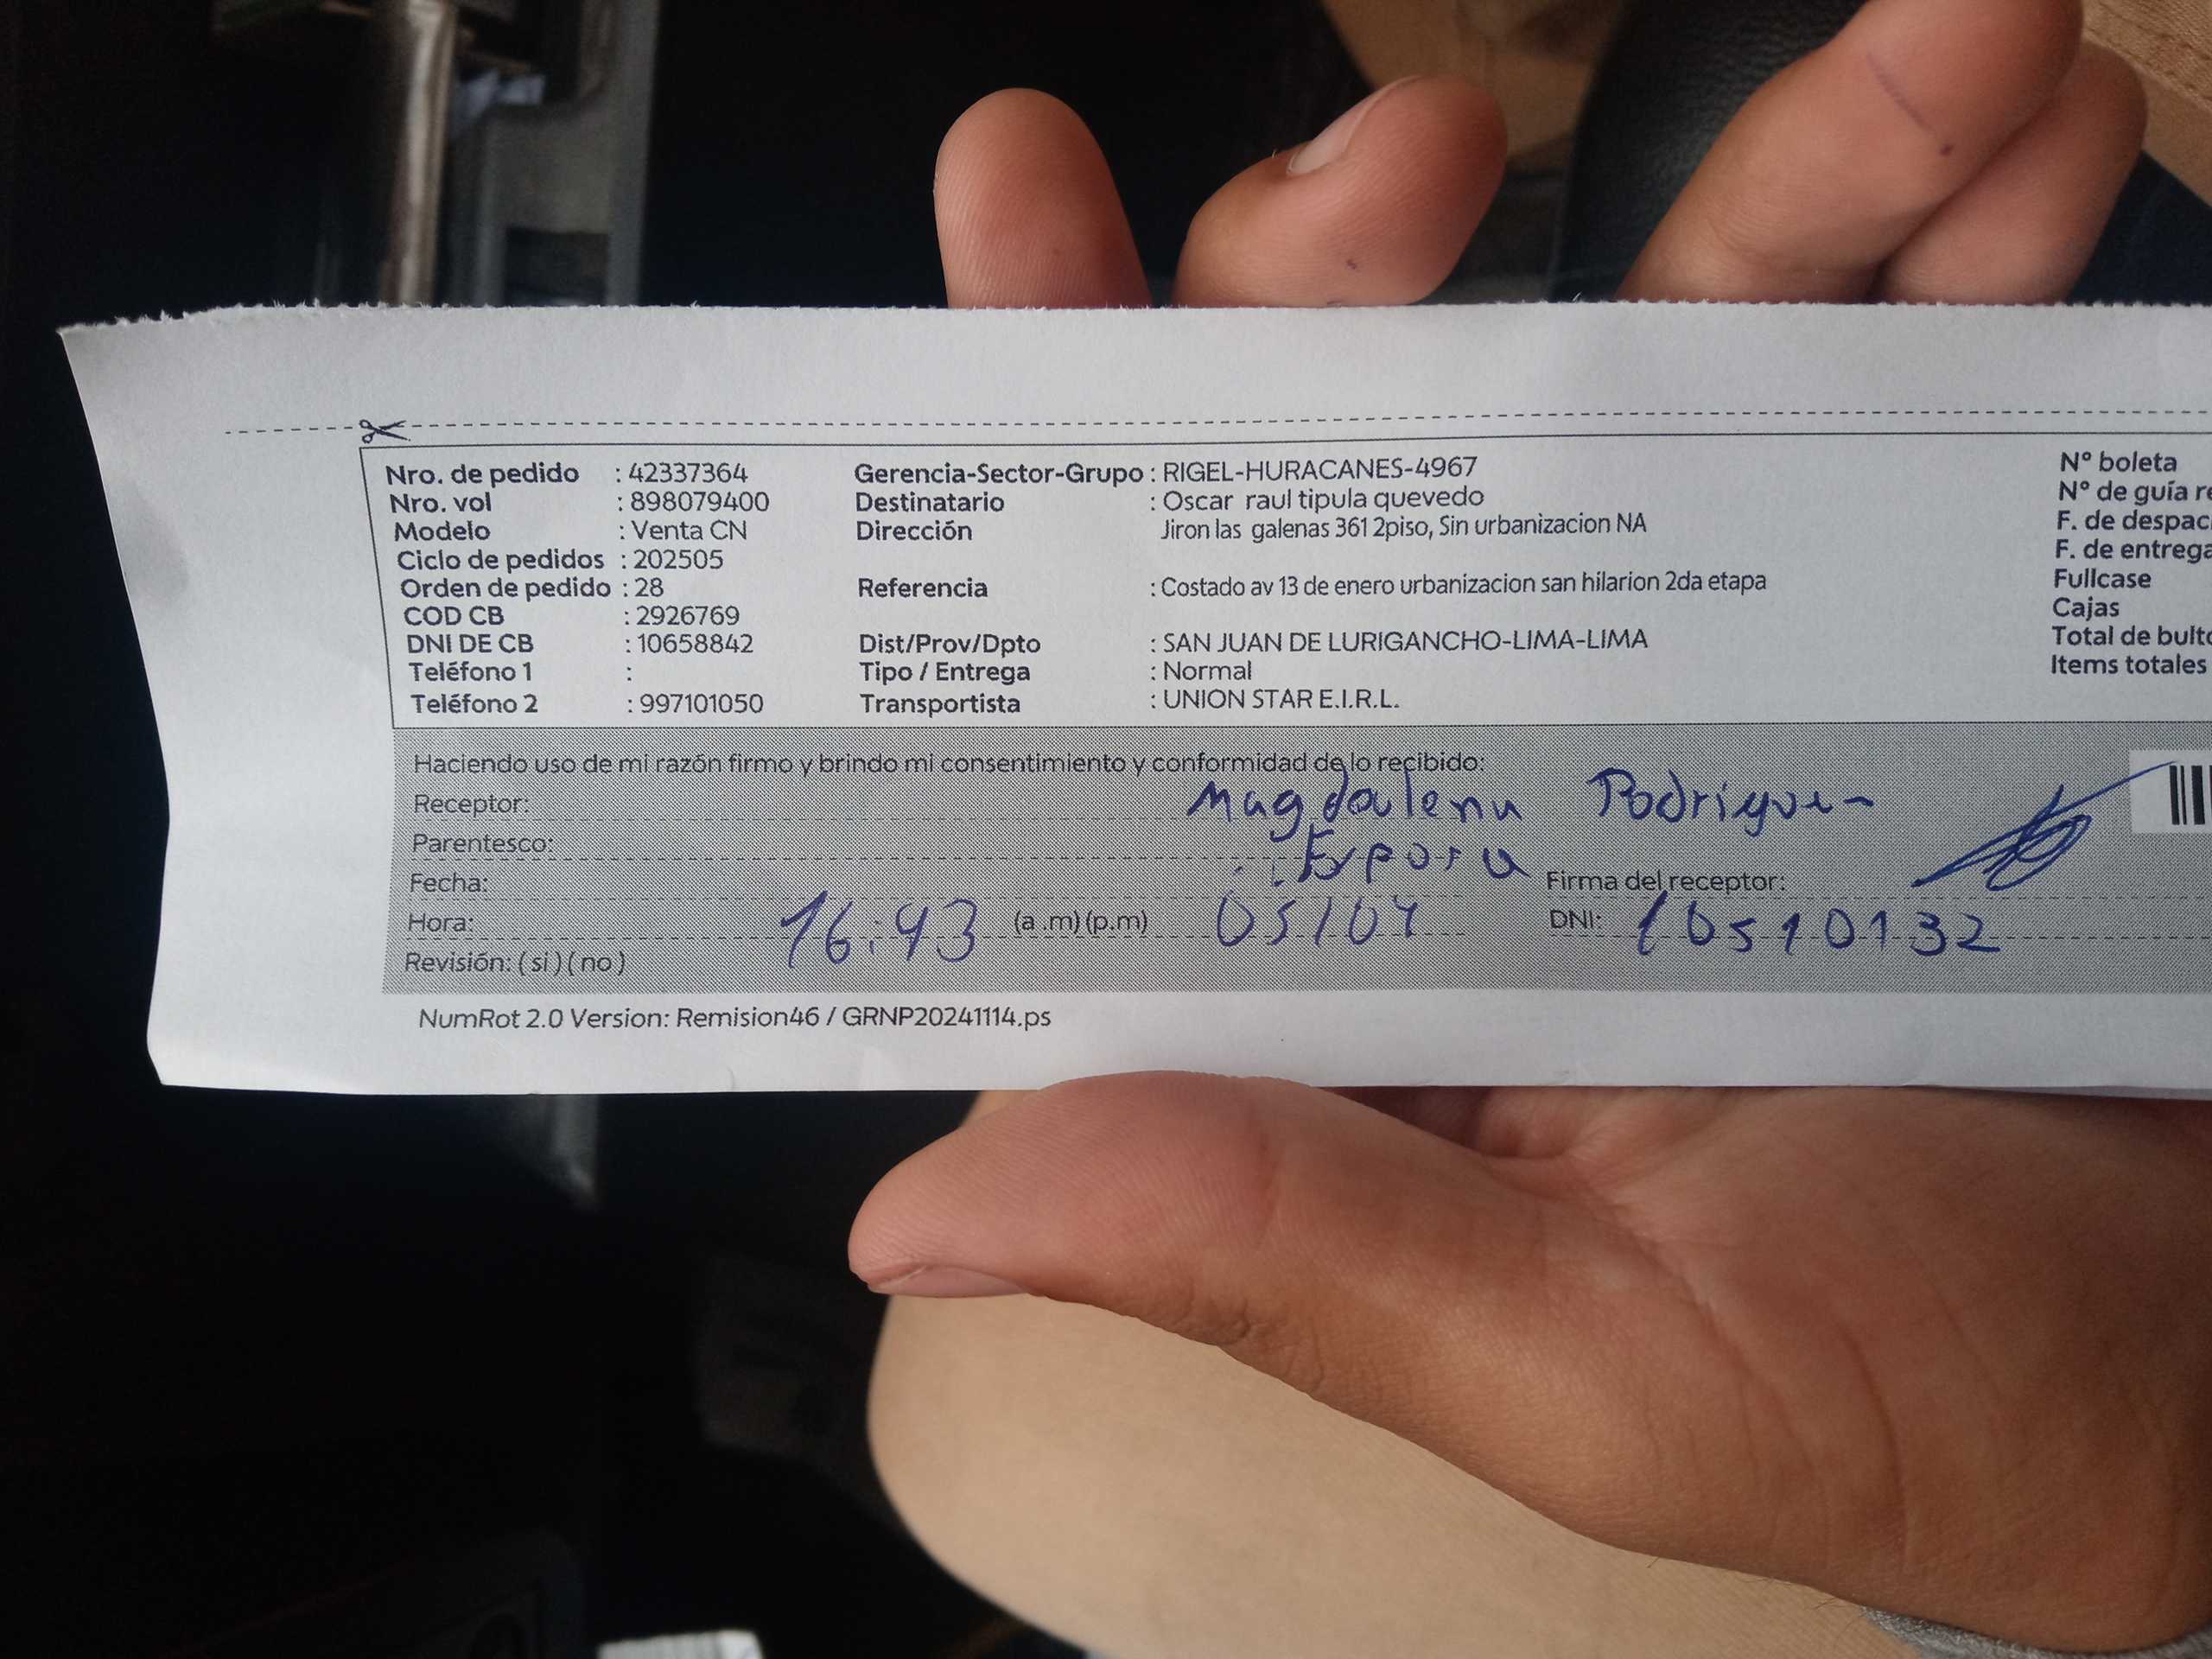 Nro. de pedido : 42337364 Gerencia-Sector-Grupo : RIGEL-HURACANES-4967 N° boleta
Nro. vol : 898079400 Destinatario : Oscar raul tipula quevedo N° de guía re
Modelo : Venta CN Dirección Jiron las galenas 361 2piso, Sin urbanizacion NA F. de despac
Ciclo de pedidos : 202505 F. de entrega
Orden de pedido : 28 Referencia : Costado av 13 de enero urbanizacion san hilarion 2da etapa Fullcase
COD CB : 2926769 Cajas
DNI DE CB : 10658842 Dist/Prov/Dpto : SAN JUAN DE LURIGANCHO-LIMA-LIMA Total de bulto
Teléfono 1 : Tipo / Entrega : Normal Items totales
Teléfono 2 : 997101050 Transportista : UNION STAR E.I.R.L.
Haciendo uso de mi razón firmo y brindo mi consentimiento y conformidad de lo recibido:
Receptor: Magdalena Rodriguez
Parentesco: Esposa
Fecha: Firma del receptor:
Hora: 16:43 (a .m) (p.m) 05/04 DNI: 10510132
Revisión: ( si ) ( no )
NumRot 2.0 Version: Remision46 / GRNP20241114.ps